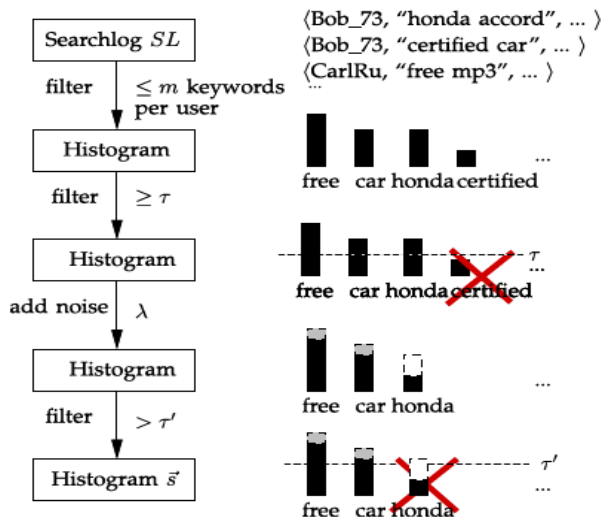 Searchlog SL
⟨Bob_73, “honda accord”, ... ⟩
⟨Bob_73, “certified car”, ... ⟩
⟨CarlRu, “free mp3”, ... ⟩
...
filter ≤ m keywords
per user
Histogram
...
free car honda certified
filter ≥ τ
Histogram
τ
...
free car honda certified
add noise λ
Histogram
...
free car honda
filter > τ′
τ′
Histogram s⃗
...
free car honda